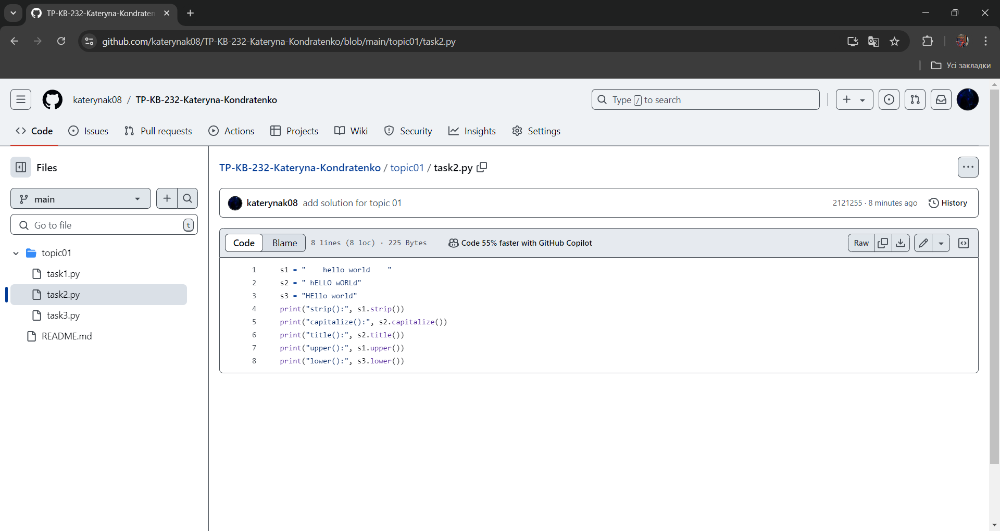 TP-KB-232-Kateryna-Kondraten
github.com/katerynak08/TP-KB-232-Kateryna-Kondratenko/blob/main/topic01/task2.py
Усі закладки
katerynak08 / TP-KB-232-Kateryna-Kondratenko
Type / to search
Code Issues Pull requests Actions Projects Wiki Security Insights Settings
Files
TP-KB-232-Kateryna-Kondratenko / topic01 / task2.py
main
katerynak08 add solution for topic 01
2121255 · 8 minutes ago
History
Go to file t
Code Blame 8 lines (8 loc) · 225 Bytes
Code 55% faster with GitHub Copilot
Raw
topic01
task1.py
task2.py
task3.py
README.md
1 s1 = "    hello world    "
2 s2 = " hELLO wORLd"
3 s3 = "HEllo world"
4 print("strip():", s1.strip())
5 print("capitalize():", s2.capitalize())
6 print("title():", s2.title())
7 print("upper():", s1.upper())
8 print("lower():", s3.lower())